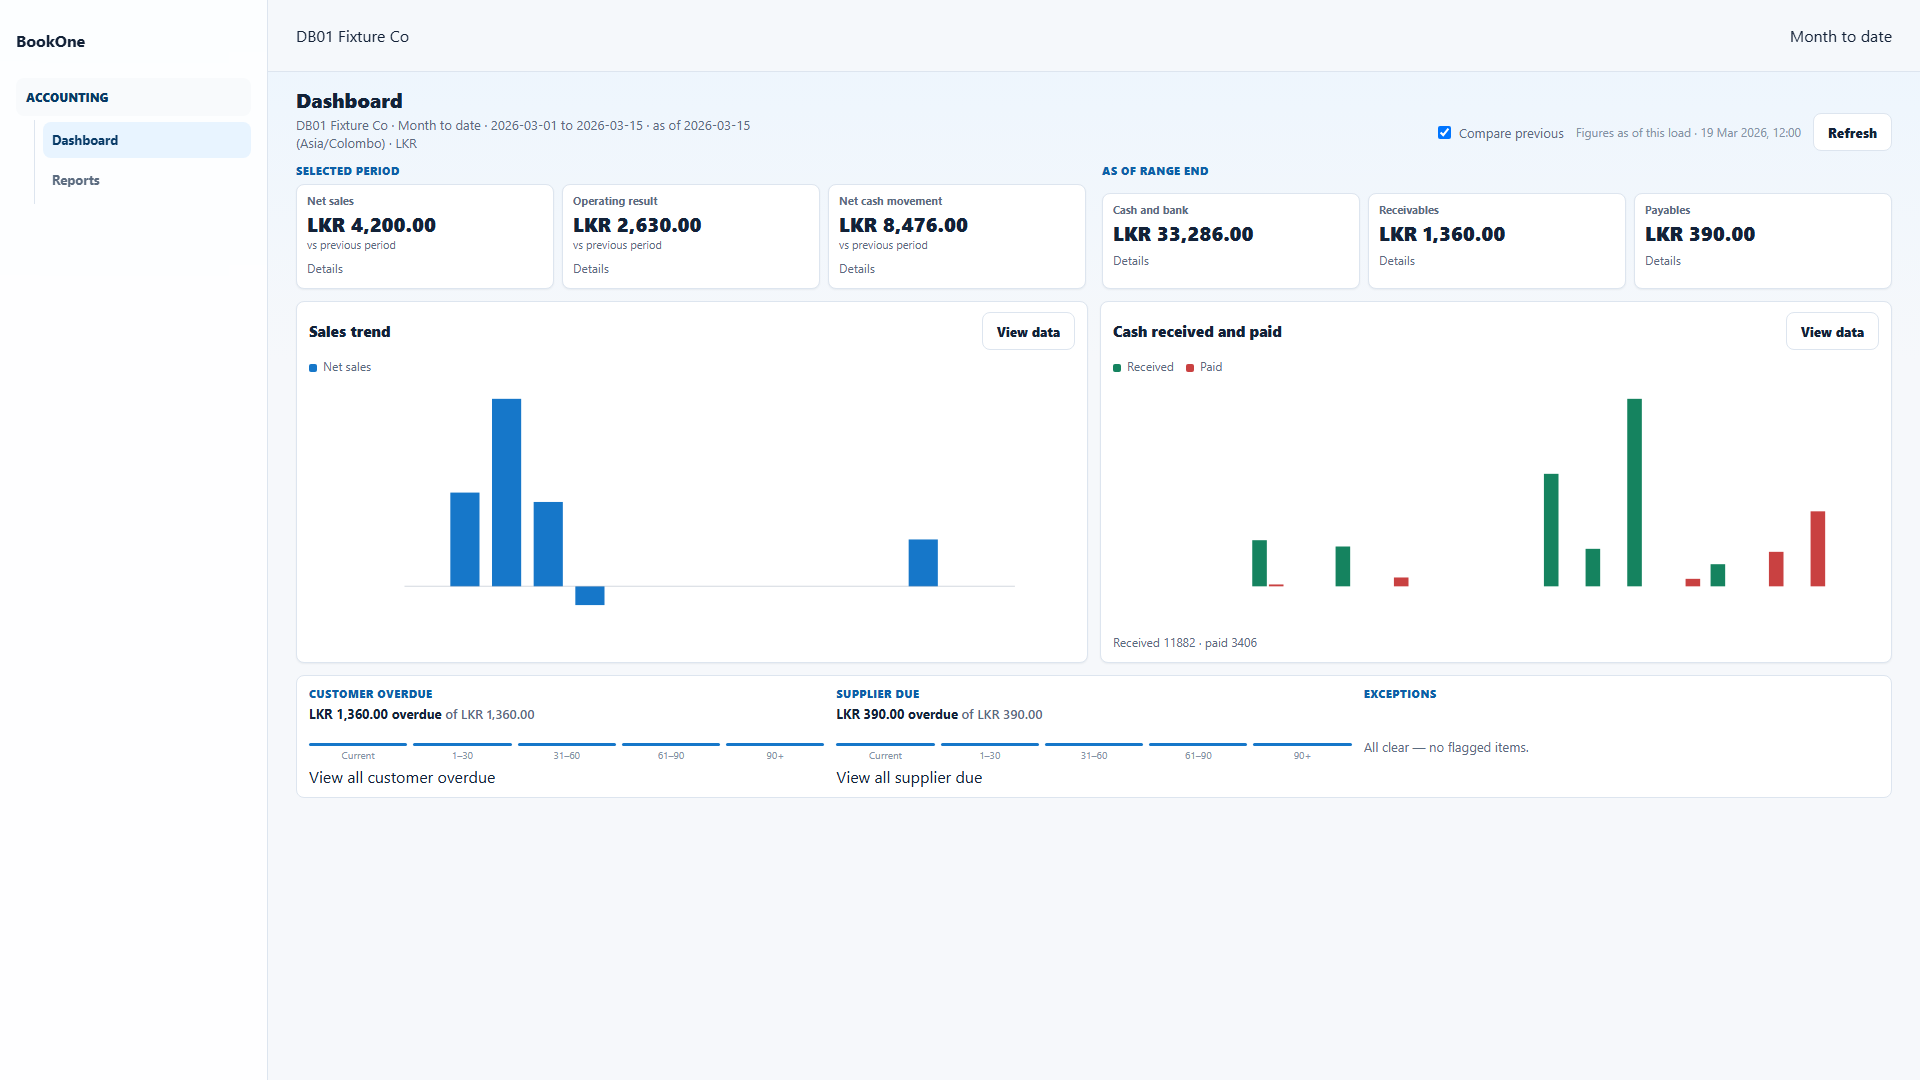 BookOne
ACCOUNTING
Dashboard
Reports
DB01 Fixture Co
Month to date
Dashboard
DB01 Fixture Co · Month to date · 2026-03-01 to 2026-03-15 · as of 2026-03-15
(Asia/Colombo) · LKR
Compare previous
Figures as of this load · 19 Mar 2026, 12:00
Refresh
SELECTED PERIOD
Net sales
LKR 4,200.00
vs previous period
Details
Operating result
LKR 2,630.00
vs previous period
Details
Net cash movement
LKR 8,476.00
vs previous period
Details
AS OF RANGE END
Cash and bank
LKR 33,286.00
Details
Receivables
LKR 1,360.00
Details
Payables
LKR 390.00
Details
Sales trend
View data
Net sales
Cash received and paid
View data
Received
Paid
Received 11882 · paid 3406
CUSTOMER OVERDUE
LKR 1,360.00 overdue of LKR 1,360.00
Current 1–30 31–60 61–90 90+
View all customer overdue
SUPPLIER DUE
LKR 390.00 overdue of LKR 390.00
Current 1–30 31–60 61–90 90+
View all supplier due
EXCEPTIONS
All clear — no flagged items.